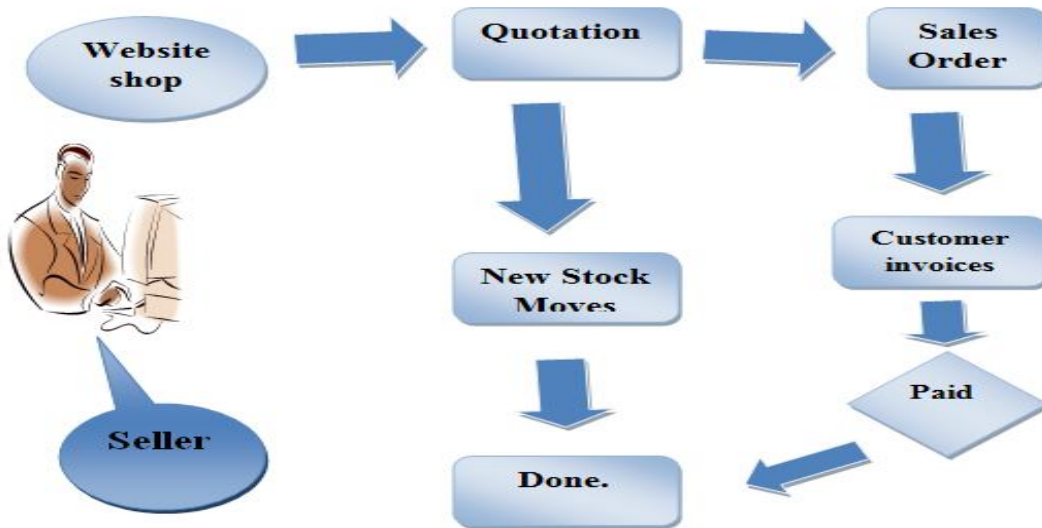 Website
shop
Quotation
Sales
Order
New Stock
Moves
Customer
invoices
Paid
Seller
Done.